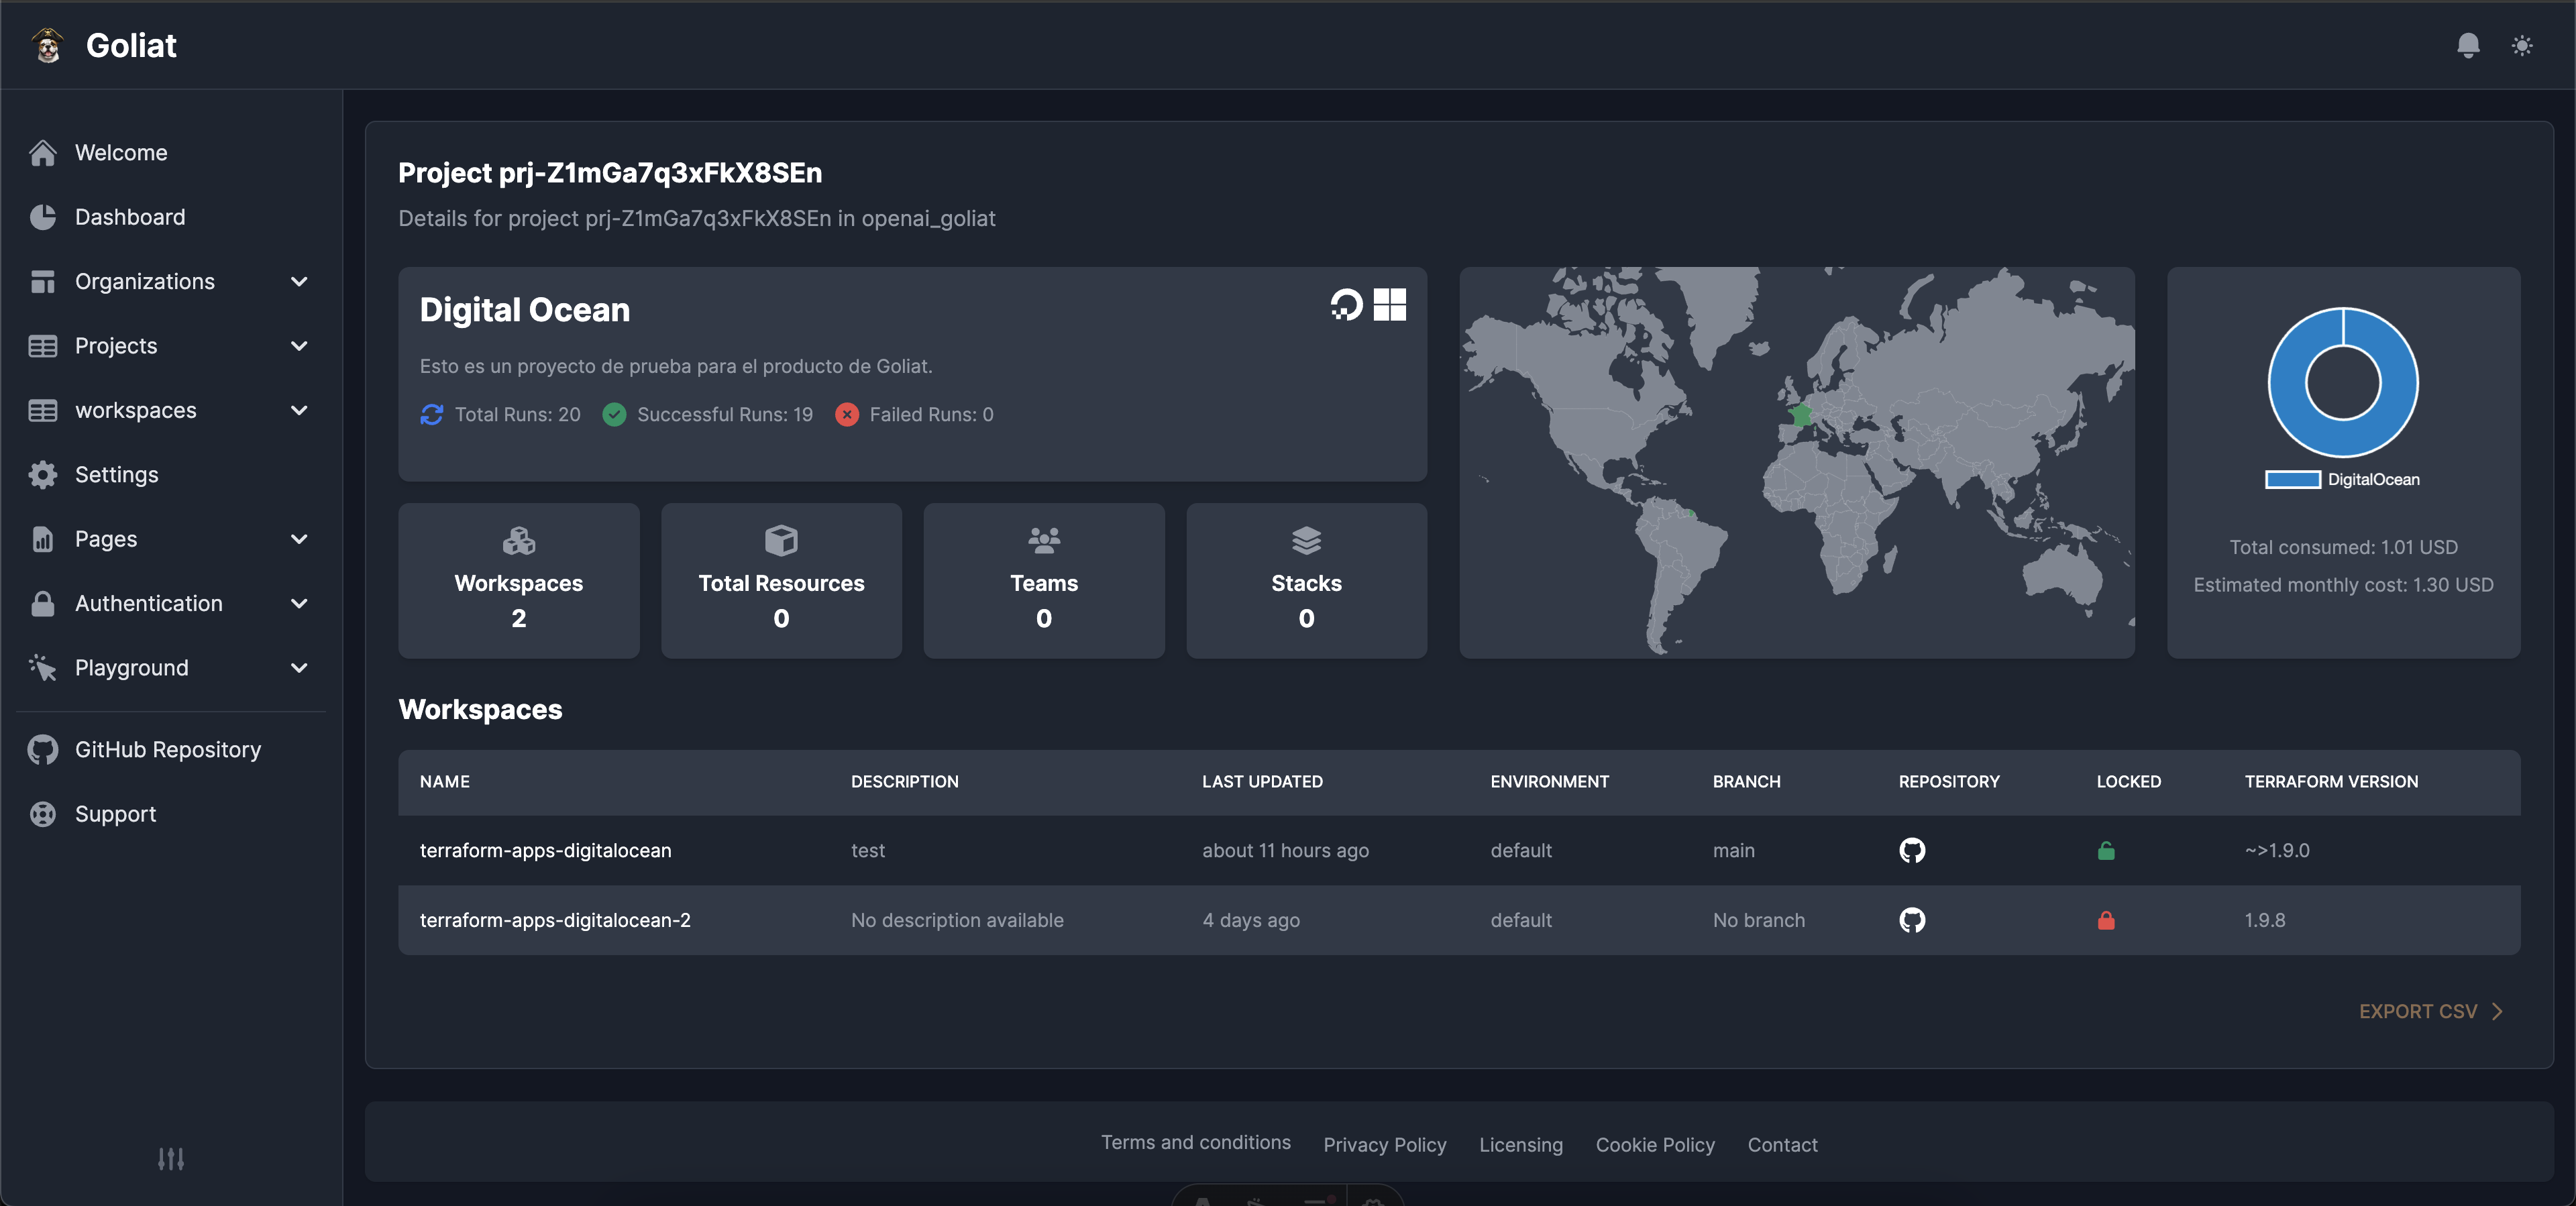 Goliat
Welcome
Dashboard
Organizations
Projects
workspaces
Settings
Pages
Authentication
Playground
GitHub Repository
Support
Project prj-Z1mGa7q3xFkX8SEn
Details for project prj-Z1mGa7q3xFkX8SEn in openai_goliat
Digital Ocean
Esto es un proyecto de prueba para el producto de Goliat.
Total Runs: 20 Successful Runs: 19 Failed Runs: 0
Workspaces
2
Total Resources
0
Teams
0
Stacks
0
DigitalOcean
Total consumed: 1.01 USD
Estimated monthly cost: 1.30 USD
Workspaces
NAME DESCRIPTION LAST UPDATED ENVIRONMENT BRANCH REPOSITORY LOCKED TERRAFORM VERSION
terraform-apps-digitalocean test about 11 hours ago default main ~>1.9.0
terraform-apps-digitalocean-2 No description available 4 days ago default No branch 1.9.8
EXPORT CSV
Terms and conditions Privacy Policy Licensing Cookie Policy Contact